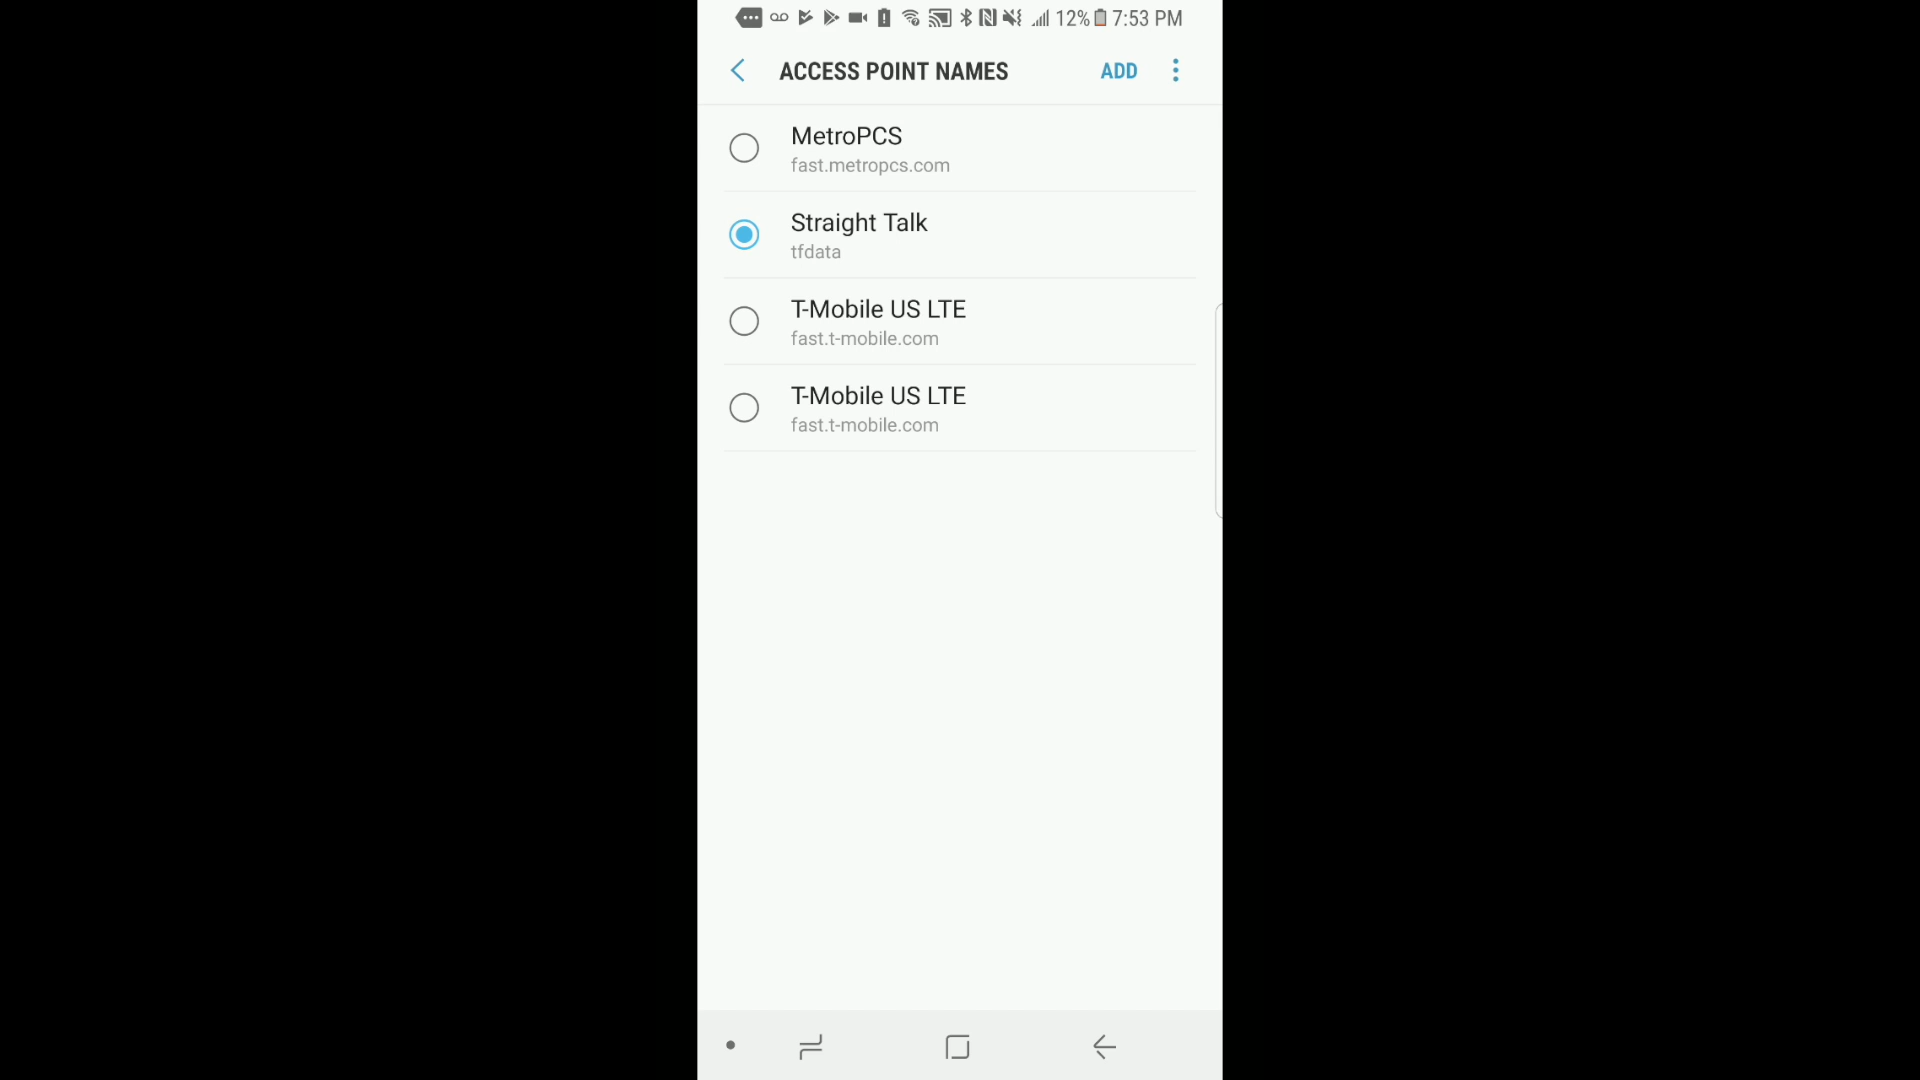 12% 7:53 PM
ACCESS POINT NAMES ADD
MetroPCS
fast.metropcs.com
Straight Talk
tfdata
T-Mobile US LTE
fast.t-mobile.com
T-Mobile US LTE
fast.t-mobile.com